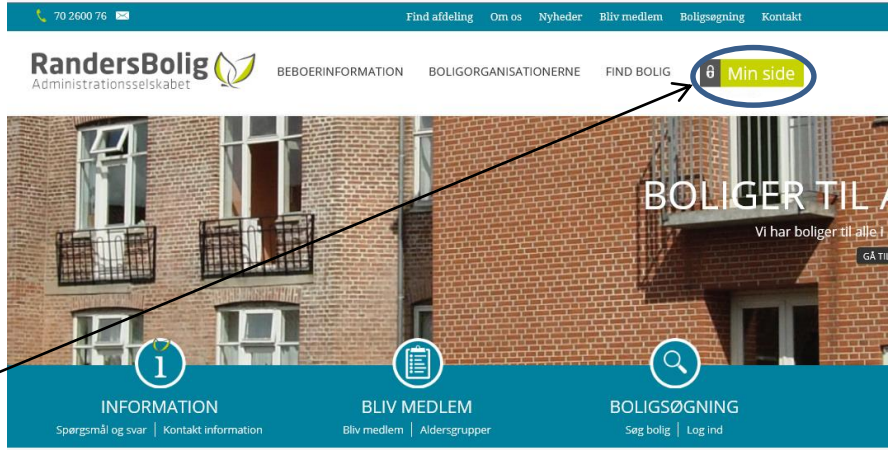 70 2600 76
Find afdeling Om os Nyheder Bliv medlem Boligsøgning Kontakt
RandersBolig
Administrationsselskabet
BEBOERINFORMATION BOLIGORGANISATIONERNE FIND BOLIG Min side
BOLIGER TIL A
Vi har boliger til alle i
GÅ TIL
INFORMATION BLIV MEDLEM BOLIGSØGNING
Spørgsmål og svar | Kontakt information Bliv medlem | Aldersgrupper Søg bolig | Log ind